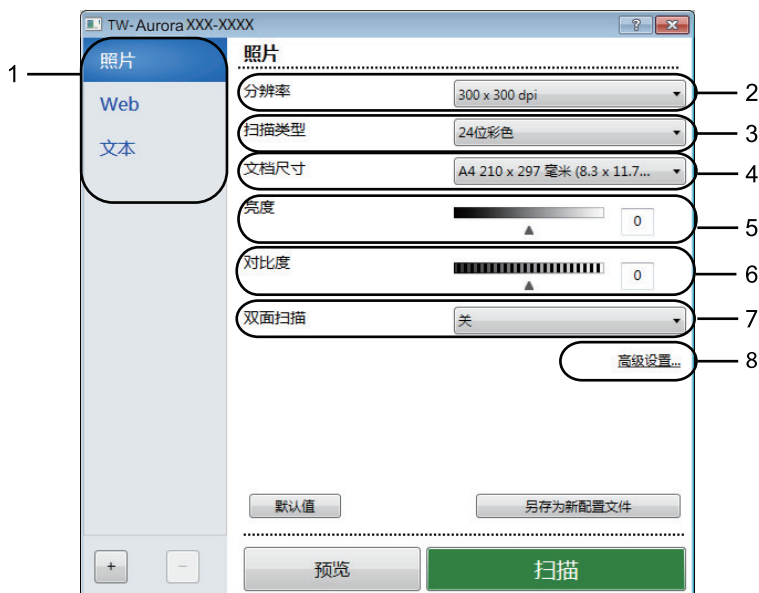 TW-Aurora XXX-XXXX
?
x
照片
Web
文本
照片
分辨率
300 x 300 dpi
扫描类型
24位彩色
文档尺寸
A4 210 x 297 毫米 (8.3 x 11.7...
亮度
0
对比度
0
双面扫描
关
高级设置...
默认值
另存为新配置文件
+
-
预览
扫描
1
2
3
4
5
6
7
8